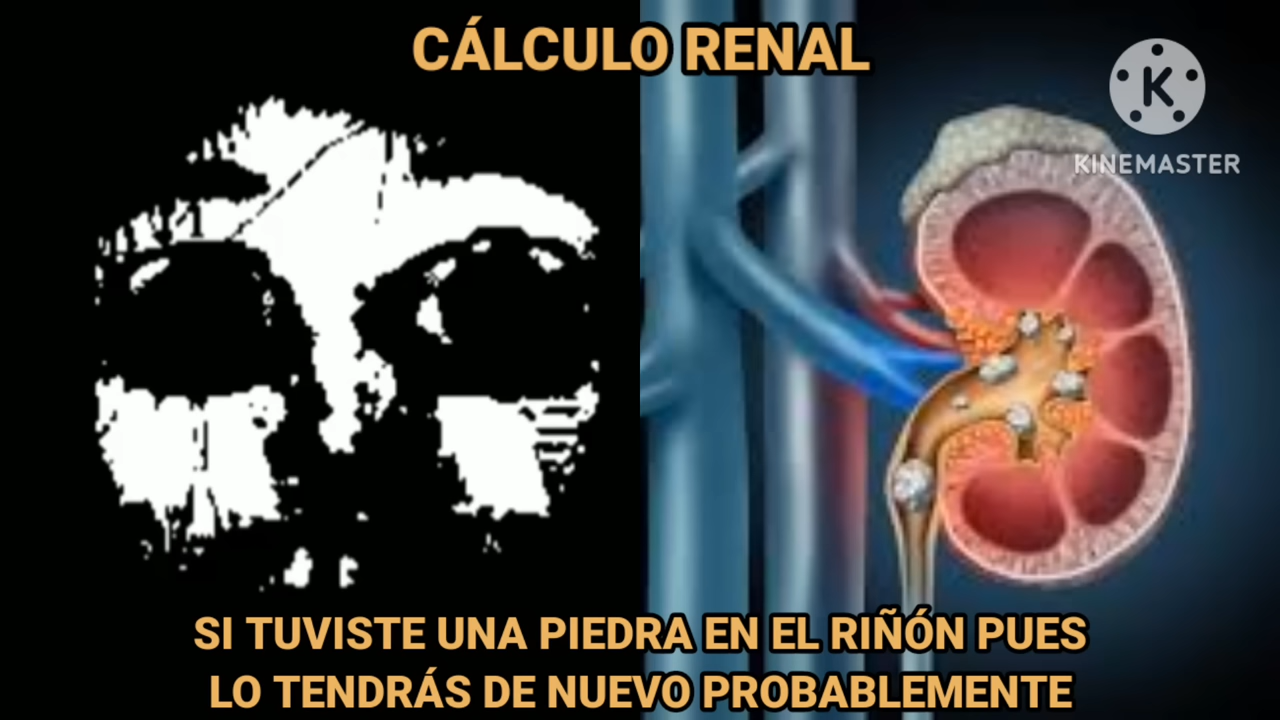 CÁLCULO RENAL
K
KINEMASTER
SI TUVISTE UNA PIEDRA EN EL RIÑÓN PUES
LO TENDRÁS DE NUEVO PROBABLEMENTE